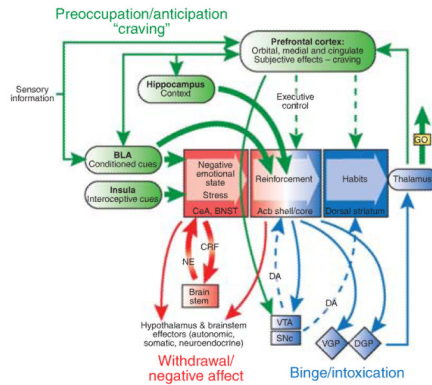 Preoccupation/anticipation
“craving”
Prefrontal cortex:
Orbital, medial and cingulate
Subjective effects – craving
Sensory
information
Hippocampus
Context
Executive
control
GO
BLA
Conditioned cues
Insula
Interoceptive cues
Negative
emotional
state
Stress
CeA, BNST
Reinforcement
Acb shell/core
Habits
Dorsal striatum
Thalamus
NE
CRF
Brain
stem
DA
DA
VTA
SNc
VGP
DGP
Hypothalamus & brainstem
effectors (autonomic,
somatic, neuroendocrine)
Withdrawal/
negative affect
Binge/intoxication